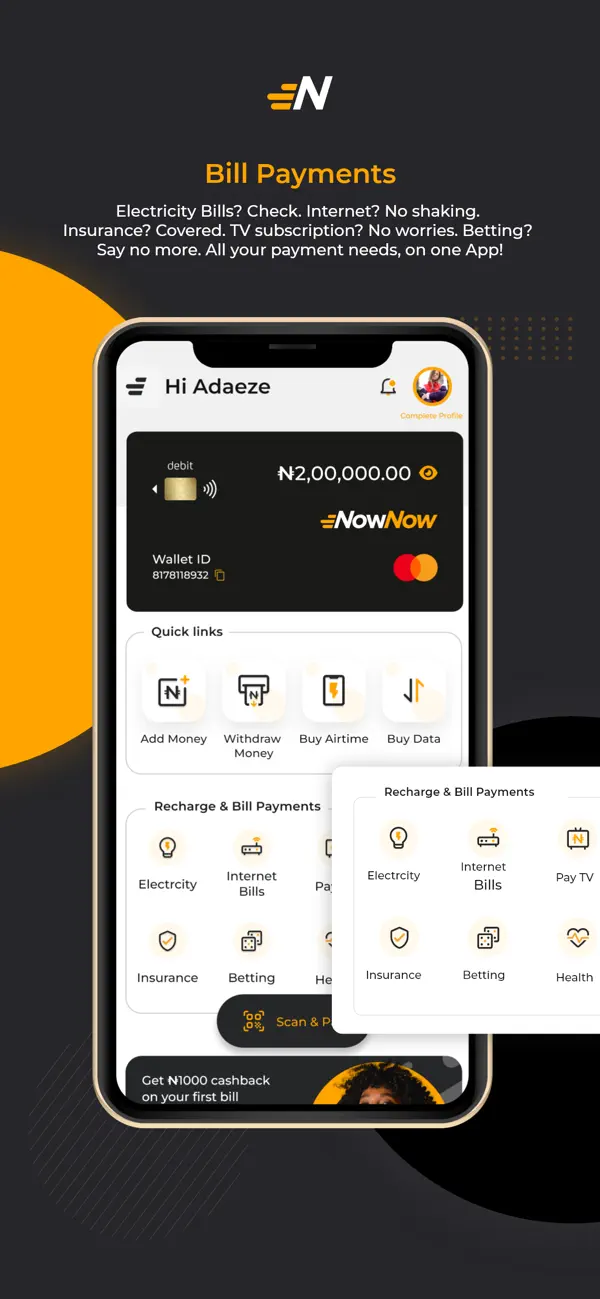 N
Bill Payments
Electricity Bills? Check. Internet? No shaking.
Insurance? Covered. TV subscription? No worries. Betting?
Say no more. All your payment needs, on one App!
Hi Adaeze
Complete Profile
debit
₦2,00,000.00
NowNow
Wallet ID
8178118932
Quick links
Add Money
Withdraw
Money
Buy Airtime
Buy Data
Recharge & Bill Payments
Electrcity
Internet
Bills
Pa
Insurance
Betting
He
Recharge & Bill Payments
Electrcity
Internet
Bills
Pay TV
Insurance
Betting
Health
Scan & P
Get ₦1000 cashback
on your first bill